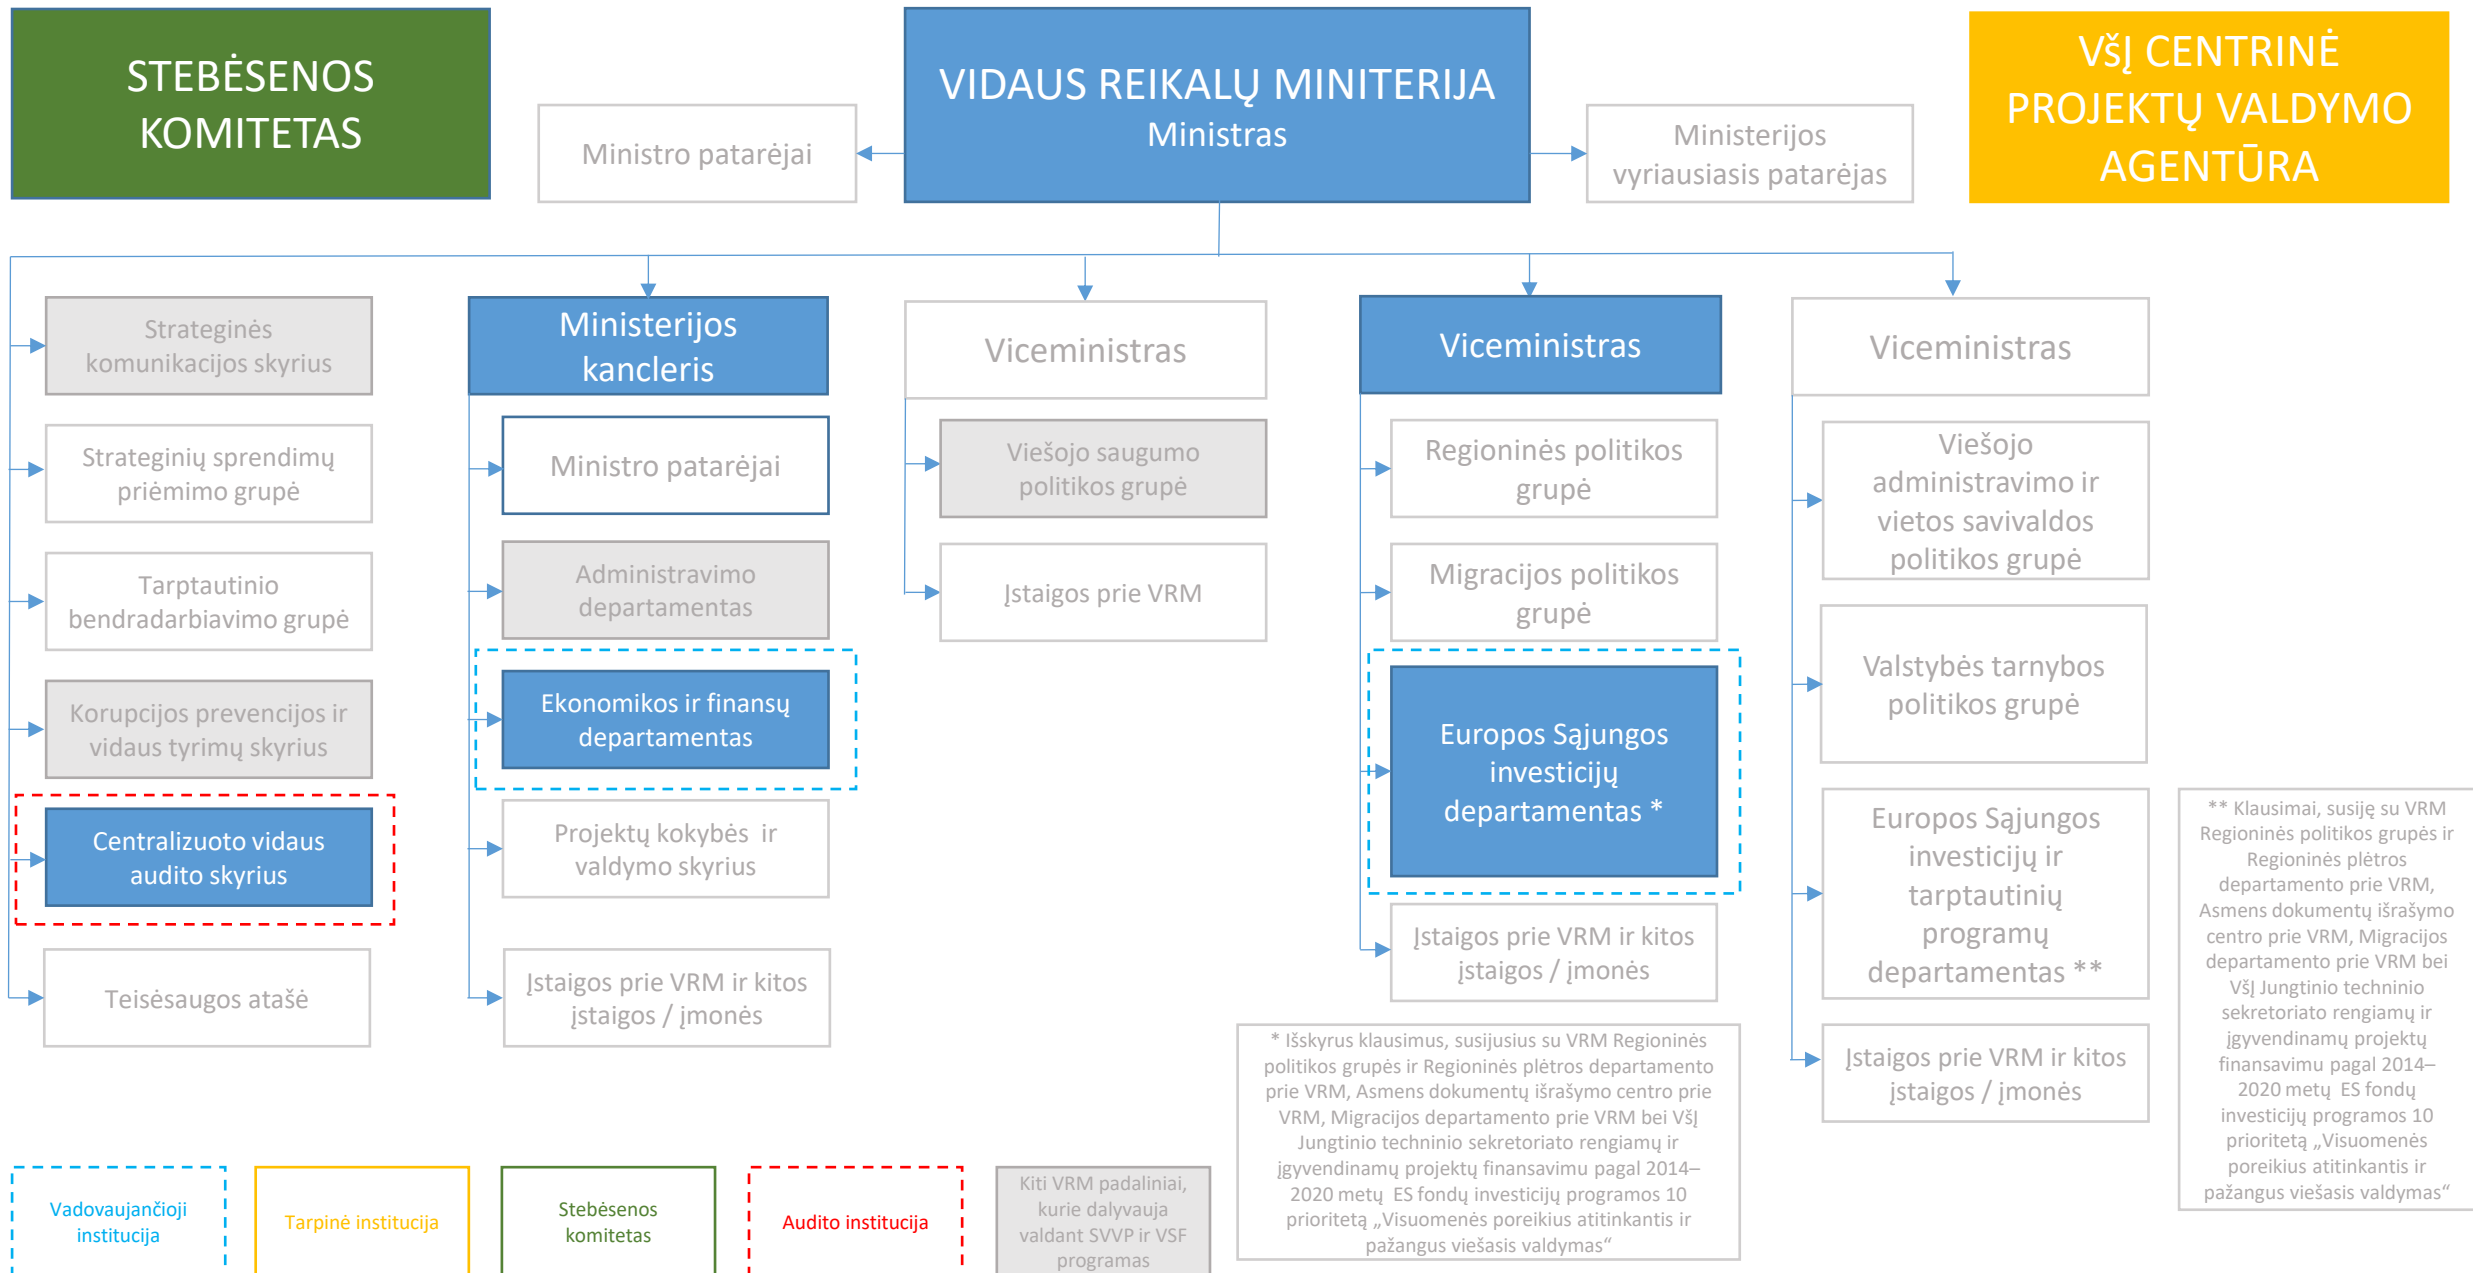 STEBĖSENOS
KOMITETAS
VIDAUS REIKALŲ MINITERIJA
Ministras
VšĮ CENTRINĖ
PROJEKTŲ VALDYMO
AGENTŪRA
Ministro patarėjai
Ministerijos
vyriausiasis patarėjas
Strateginės
komunikacijos skyrius
Strateginių sprendimų
priėmimo grupė
Tarptautinio
bendradarbiavimo grupė
Korupcijos prevencijos ir
vidaus tyrimų skyrius
Centralizuoto vidaus
audito skyrius
Teisėsaugos atašė
Ministerijos
kancleris
Ministro patarėjai
Administravimo
departamentas
Ekonomikos ir finansų
departamentas
Projektų kokybės ir
valdymo skyrius
Įstaigos prie VRM ir kitos
įstaigos / įmonės
Viceministras
Viešojo saugumo
politikos grupė
Įstaigos prie VRM
Viceministras
Regioninės politikos
grupė
Migracijos politikos
grupė
Europos Sąjungos
investicijų
departamentas *
Įstaigos prie VRM ir kitos
įstaigos / įmonės
Viceministras
Viešojo
administravimo ir
vietos savivaldos
politikos grupė
Valstybės tarnybos
politikos grupė
Europos Sąjungos
investicijų ir
tarptautinių
programų
departamentas **
Įstaigos prie VRM ir kitos
įstaigos / įmonės
** Klausimai, susiję su VRM
Regioninės politikos grupės ir
Regioninės plėtros
departamento prie VRM,
Asmens dokumentų išrašymo
centro prie VRM, Migracijos
departamento prie VRM bei
VšĮ Jungtinio techninio
sekretoriato rengiamų ir
įgyvendinamų projektų
finansavimu pagal 2014–
2020 metų ES fondų
investicijų programos 10
prioritetą „Visuomenės
poreikius atitinkantis ir
pažangus viešasis valdymas“
* Išskyrus klausimus, susijusius su VRM Regioninės
politikos grupės ir Regioninės plėtros departamento
prie VRM, Asmens dokumentų išrašymo centro prie
VRM, Migracijos departamento prie VRM bei VšĮ
Jungtinio techninio sekretoriato rengiamų ir
įgyvendinamų projektų finansavimu pagal 2014–
2020 metų ES fondų investicijų programos 10
prioritetą „Visuomenės poreikius atitinkantis ir
pažangus viešasis valdymas“
Vadovaujančioji
institucija
Tarpinė institucija
Stebėsenos
komitetas
Audito institucija
Kiti VRM padaliniai,
kurie dalyvauja
valdant SVVP ir VSF
programas